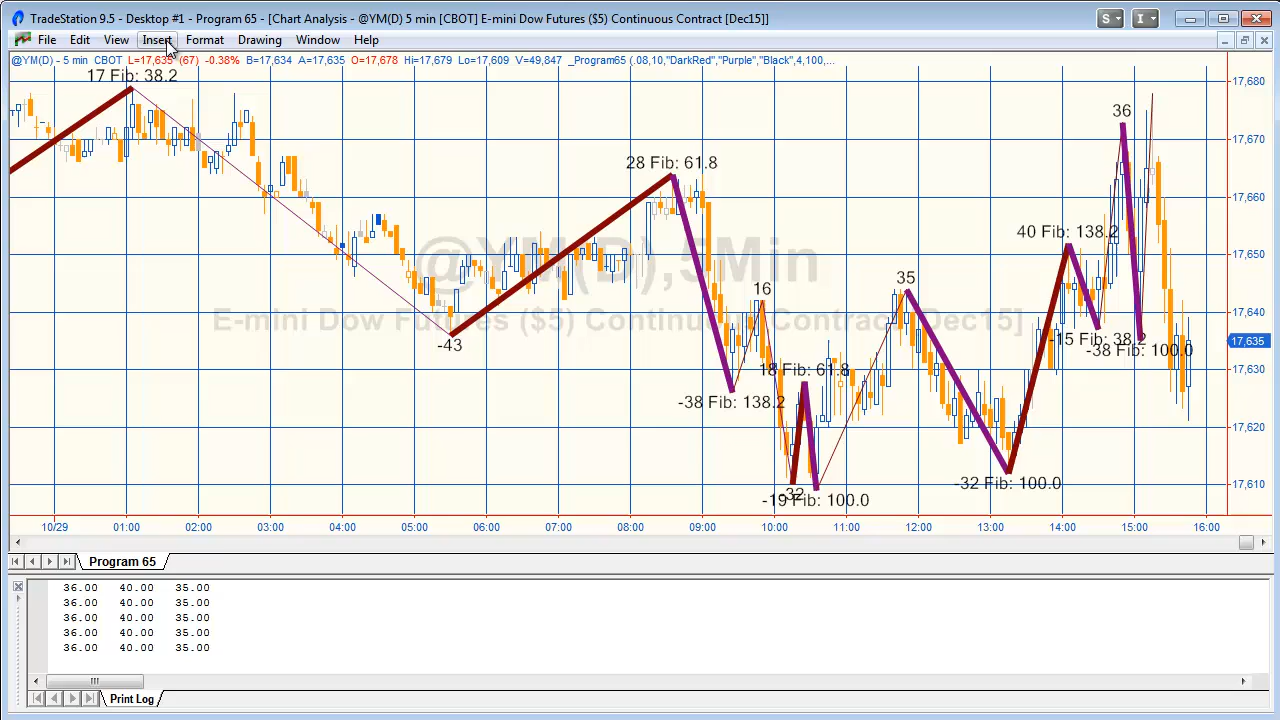 TradeStation 9.5 - Desktop #1 - Program 65 - [Chart Analysis - @YM(D) 5 min [CBOT] E-mini Dow Futures ($5) Continuous Contract [Dec15]]
S I
File Edit View Insert Format Drawing Window Help
@YM(D) - 5 min CBOT L=17,635 (67) -0.38% B=17,634 A=17,635 O=17,678 Hi=17,679 Lo=17,609 V=49,847 _Program65 (.08,10,"DarkRed","Purple","Black",4,100,...
17 Fib: 38.2
17,680
36
17,670
28 Fib: 61.8
17,660
40 Fib: 138.2
@YM(D),5Min
17,650
35
16
E-mini Dow Futures ($5) Continuous Contract [Dec15]
17,640
-43
-15 Fib: 38.2
17,635
-38 Fib: 100.0
18 Fib: 61.8
17,630
-38 Fib: 138.2
17,620
-32 Fib: 100.0
17,610
-32
-19 Fib: 100.0
10/29 01:00 02:00 03:00 04:00 05:00 06:00 07:00 08:00 09:00 10:00 11:00 12:00 13:00 14:00 15:00 16:00
Program 65
36.00 40.00 35.00
36.00 40.00 35.00
36.00 40.00 35.00
36.00 40.00 35.00
36.00 40.00 35.00
Print Log